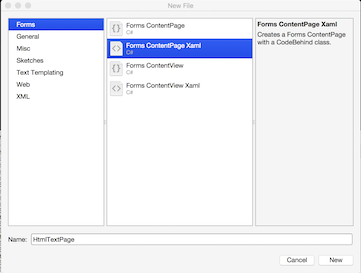 New File
Forms
General
Misc
Sketches
Text Templating
Web
XML
Forms ContentPage
C#
Forms ContentPage Xaml
C#
Forms ContentView
C#
Forms ContentView Xaml
C#
Forms ContentPage Xaml
Creates a Forms ContentPage
with a CodeBehind class.
Name: HtmlTextPage
Cancel New